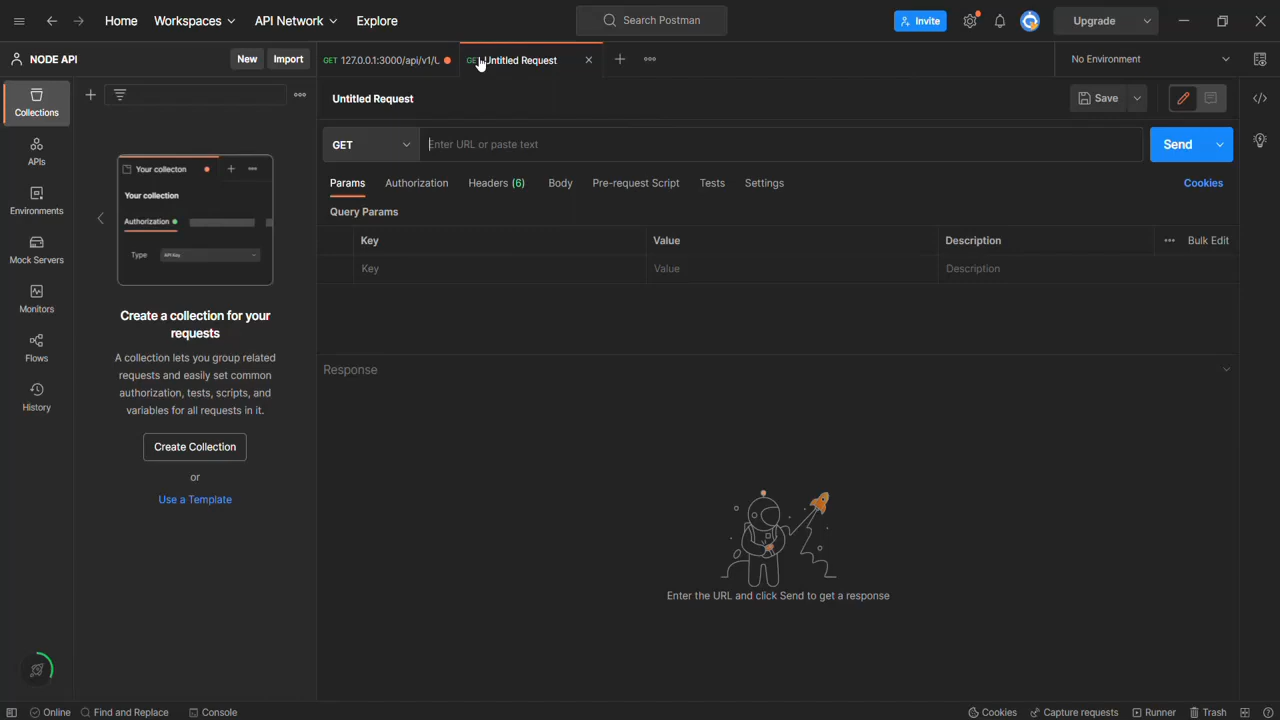 Home Workspaces API Network Explore Search Postman Invite Upgrade
NODE API New Import GET 127.0.0.1:3000/api/v1/ Untitled Request No Environment
Untitled Request Save
Collections
GET Enter URL or paste text Send
APIs
Your collecton
Params Authorization Headers (6) Body Pre-request Script Tests Settings Cookies
Your collection
Environments
Query Params
Authorization
Key Value Description Bulk Edit
Mock Servers
Type API Key
Key Value Description
Monitors
Create a collection for your
requests
Flows
A collection lets you group related
requests and easily set common
authorization, tests, scripts, and
variables for all requests in it.
Response
History
Create Collection
or
Use a Template
Enter the URL and click Send to get a response
Online Find and Replace Console Cookies Capture requests Runner Trash